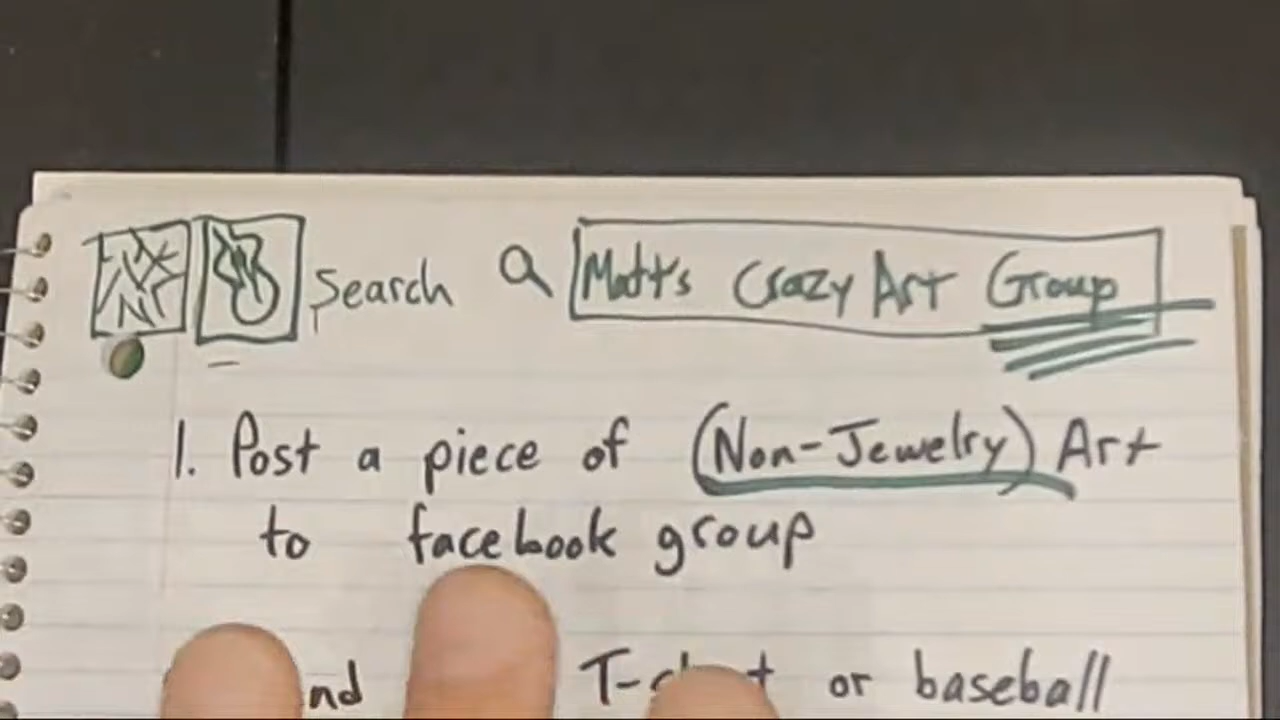 Search Matt's Crazy Art Group
1. Post a piece of (Non-Jewelry) Art
to facebook group
or baseball